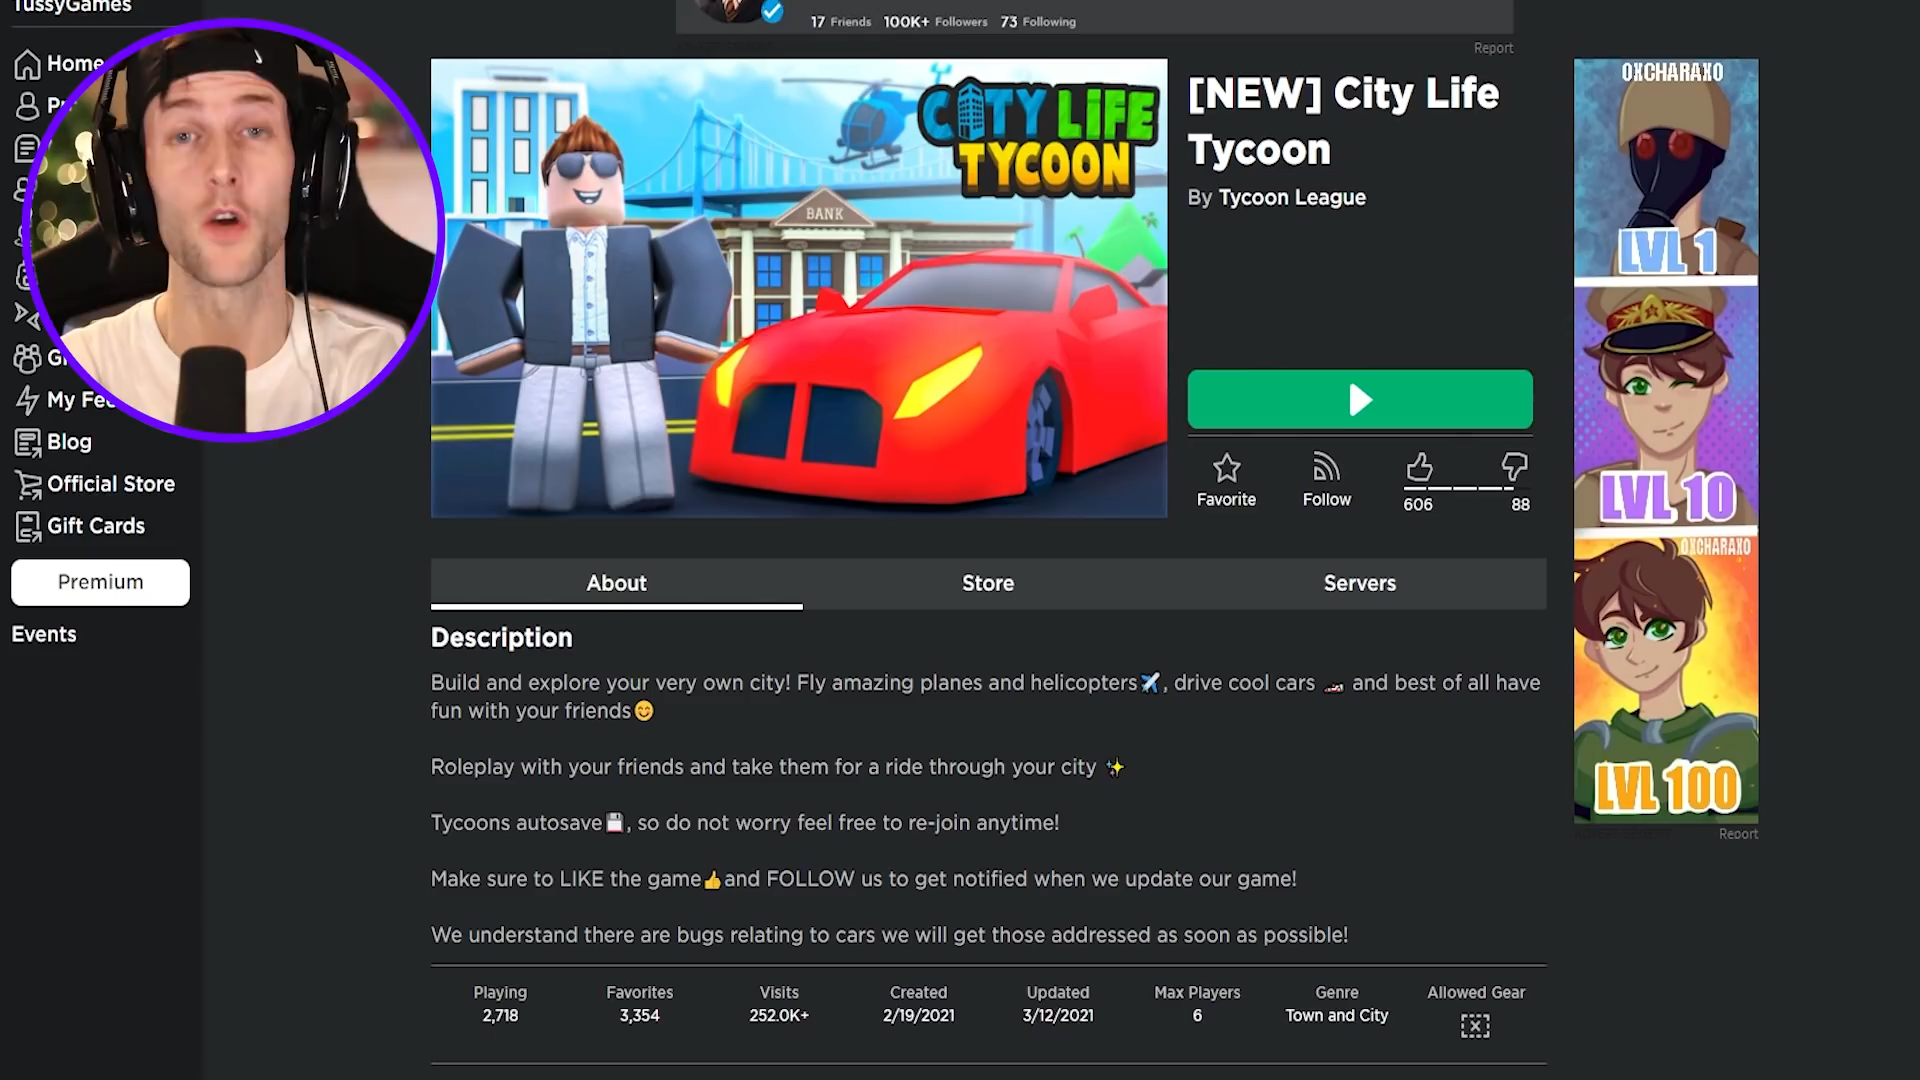 TussyGames
17 Friends 100K+ Followers 73 Following
Report
Home
My Fe
Blog
Official Store
Gift Cards
Premium
Events
CITY LIFE
TYCOON
BANK
[NEW] City Life
Tycoon
By Tycoon League
Favorite
Follow
606
88
About
Store
Servers
Description
Build and explore your very own city! Fly amazing planes and helicopters✈️, drive cool cars 🏎️ and best of all have
fun with your friends😊
Roleplay with your friends and take them for a ride through your city ✨
Tycoons autosave💾, so do not worry feel free to re-join anytime!
Make sure to LIKE the game👍and FOLLOW us to get notified when we update our game!
We understand there are bugs relating to cars we will get those addressed as soon as possible!
Playing Favorites Visits Created Updated Max Players Genre Allowed Gear
2,718 3,354 252.0K+ 2/19/2021 3/12/2021 6 Town and City
OXCHARAXO
LVL 1
LVL 10
OXCHARAXO
LVL 100
Report